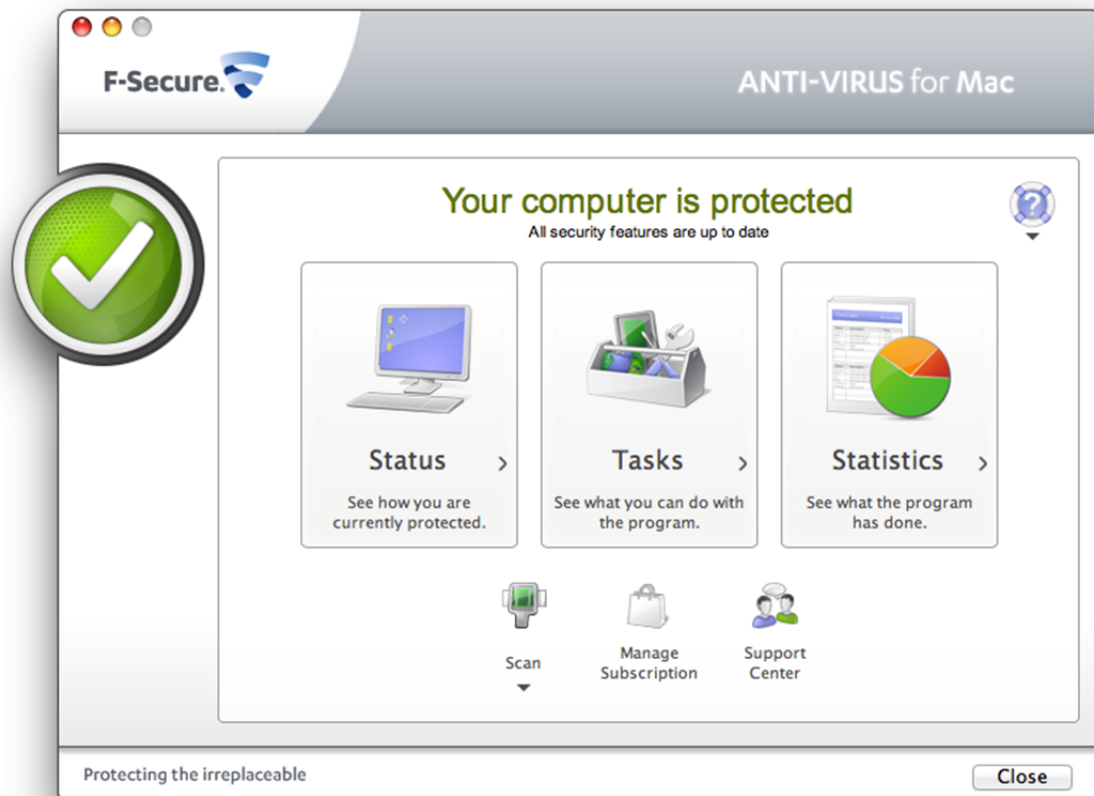 F-Secure.
ANTI-VIRUS for Mac
Your computer is protected
All security features are up to date
?
Status
See how you are
currently protected.
Tasks
See what you can do with
the program.
Statistics
See what the program
has done.
Scan
Manage
Subscription
Support
Center
Protecting the irreplaceable
Close